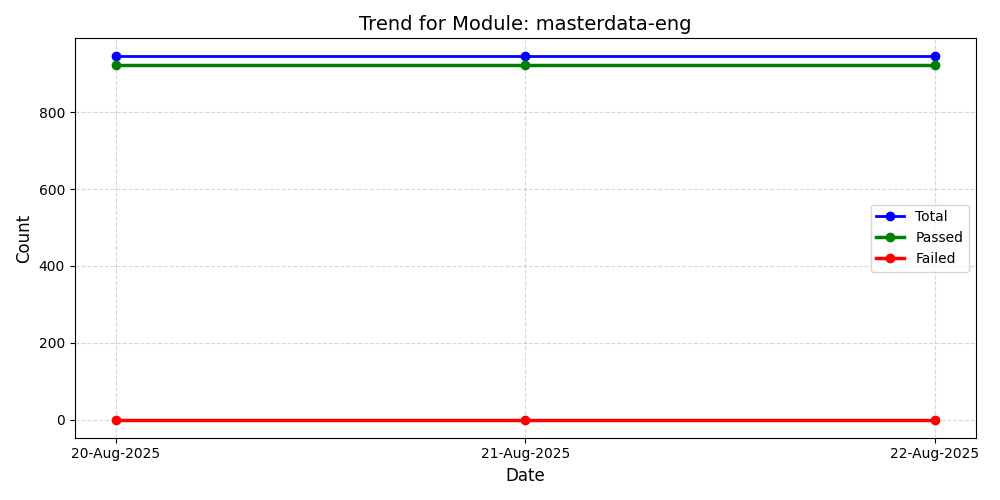 Trend for Module: masterdata-eng
Count
800
600
400
200
0
Total
Passed
Failed
20-Aug-2025
21-Aug-2025
22-Aug-2025
Date